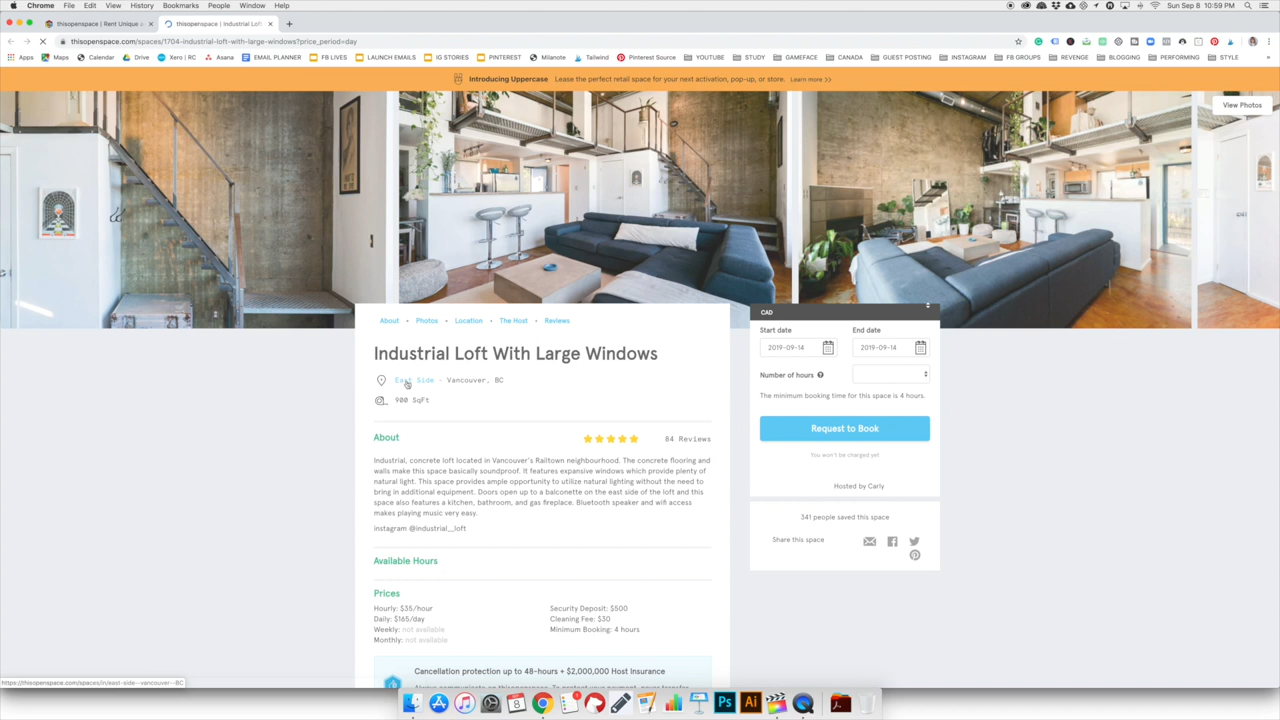 Chrome File Edit View History Bookmarks People Window Help
Sun Sep 8 10:59 PM
thisopenspace | Rent Unique a
thisopenspace | Industrial Lof
thisopenspace.com/spaces/1704-industrial-loft-with-large-windows?price_period=day
Apps Maps Calendar Drive Xero | RC Asana EMAIL PLANNER FB LIVES LAUNCH EMAILS IG STORIES PINTEREST Milanote Tailwind Pinterest Source YOUTUBE STUDY GAMEFACE CANADA GUEST POSTING INSTAGRAM FB GROUPS REVENGE BLOGGING PERFORMING STYLE
Introducing Uppercase Lease the perfect retail space for your next activation, pop-up, or store. Learn more >>
View Photos
About • Photos • Location • The Host • Reviews
Industrial Loft With Large Windows
East Side - Vancouver, BC
900 SqFt
About
84 Reviews
Industrial, concrete loft located in Vancouver's Railtown neighbourhood. The concrete flooring and
walls make this space basically soundproof. It features expansive windows which provide plenty of
natural light. This space provides ample opportunity to utilize natural lighting without the need to
bring in additional equipment. Doors open up to a balconette on the east side of the loft and this
space also features a kitchen, bathroom, and gas fireplace. Bluetooth speaker and wifi access
makes playing music very easy.
instagram @industrial__loft
Available Hours
Prices
Hourly: $35/hour
Daily: $165/day
Weekly: not available
Monthly: not available
Security Deposit: $500
Cleaning Fee: $30
Minimum Booking: 4 hours
Cancellation protection up to 48-hours + $2,000,000 Host Insurance
CAD
Start date
End date
2019-09-14
2019-09-14
Number of hours
The minimum booking time for this space is 4 hours.
Request to Book
You won't be charged yet
Hosted by Carly
341 people saved this space
Share this space
https://thisopenspace.com/spaces/in/east-side--vancouver--BC
8
Ps
Ai